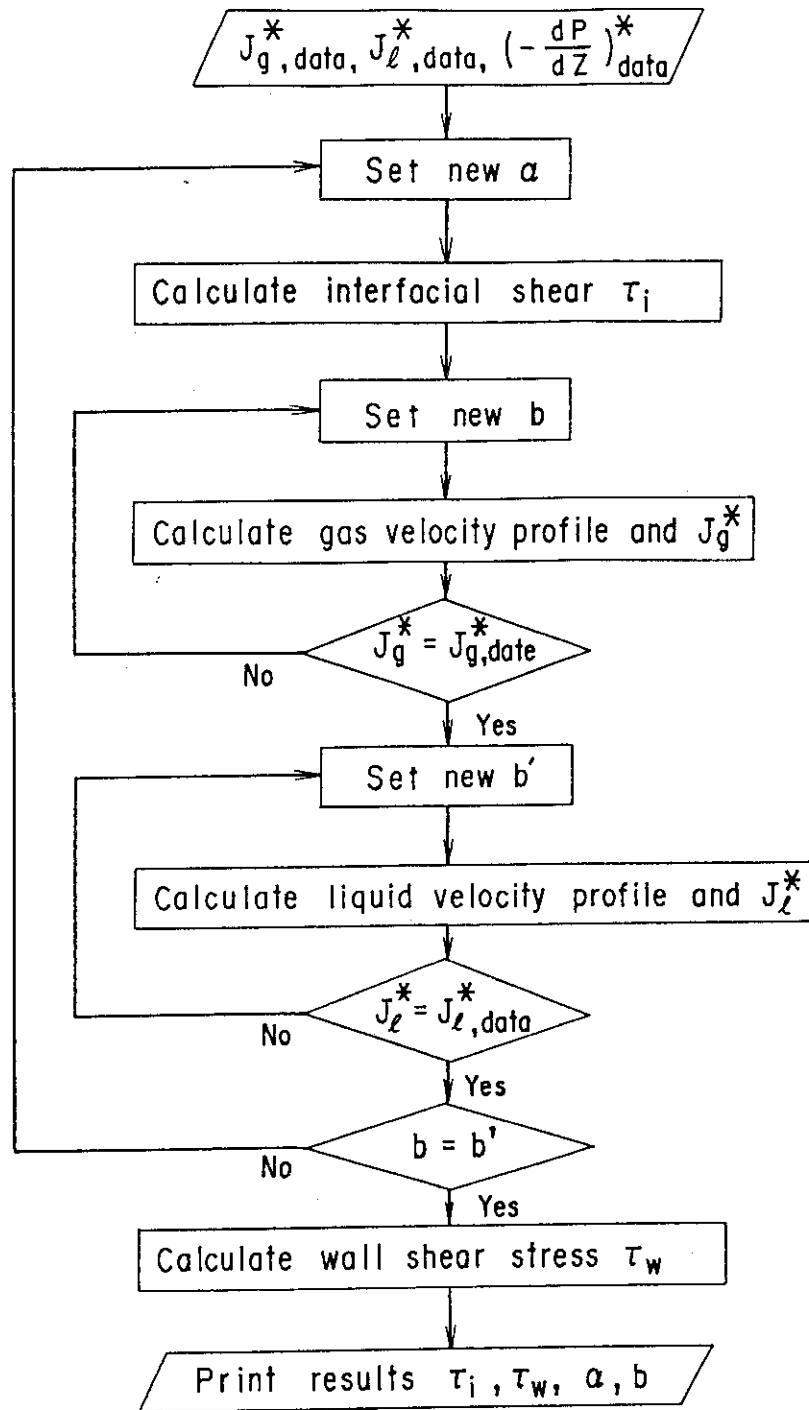 J*g,data, J*ℓ,data, (-dP/dZ)*data
Set new α
Calculate interfacial shear τi
Set new b
Calculate gas velocity profile and J*g
J*g = J*g,date
No
Yes
Set new b′
Calculate liquid velocity profile and J*ℓ
J*ℓ = J*ℓ,data
No
Yes
b = b′
No
Yes
Calculate wall shear stress τw
Print results τi, τw, α, b